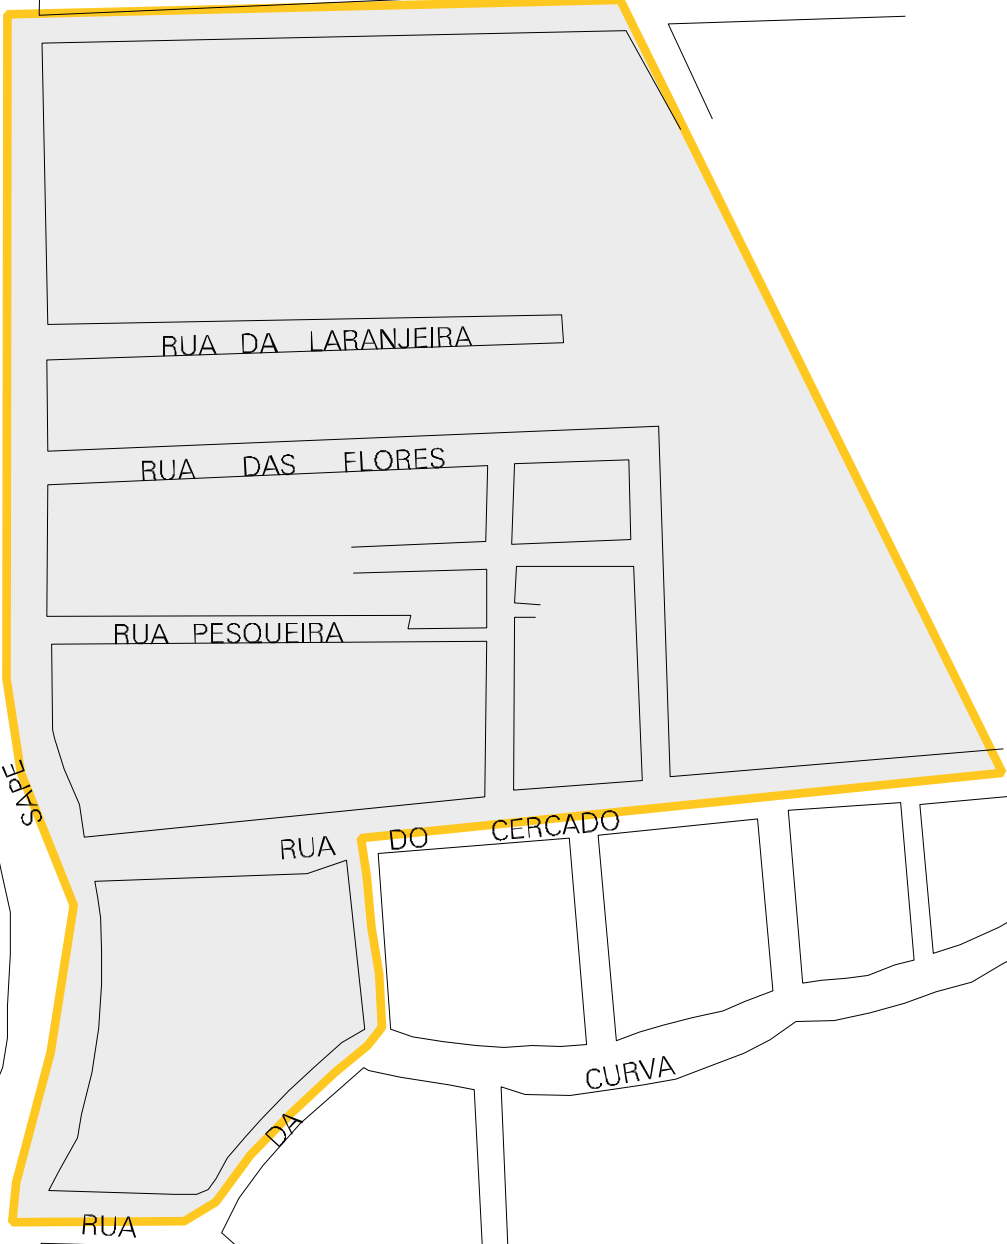 RUA DA LARANJEIRA
RUA DAS FLORES
RUA PESQUEIRA
SAPE
RUA DO CERCADO
CURVA
DA
RUA